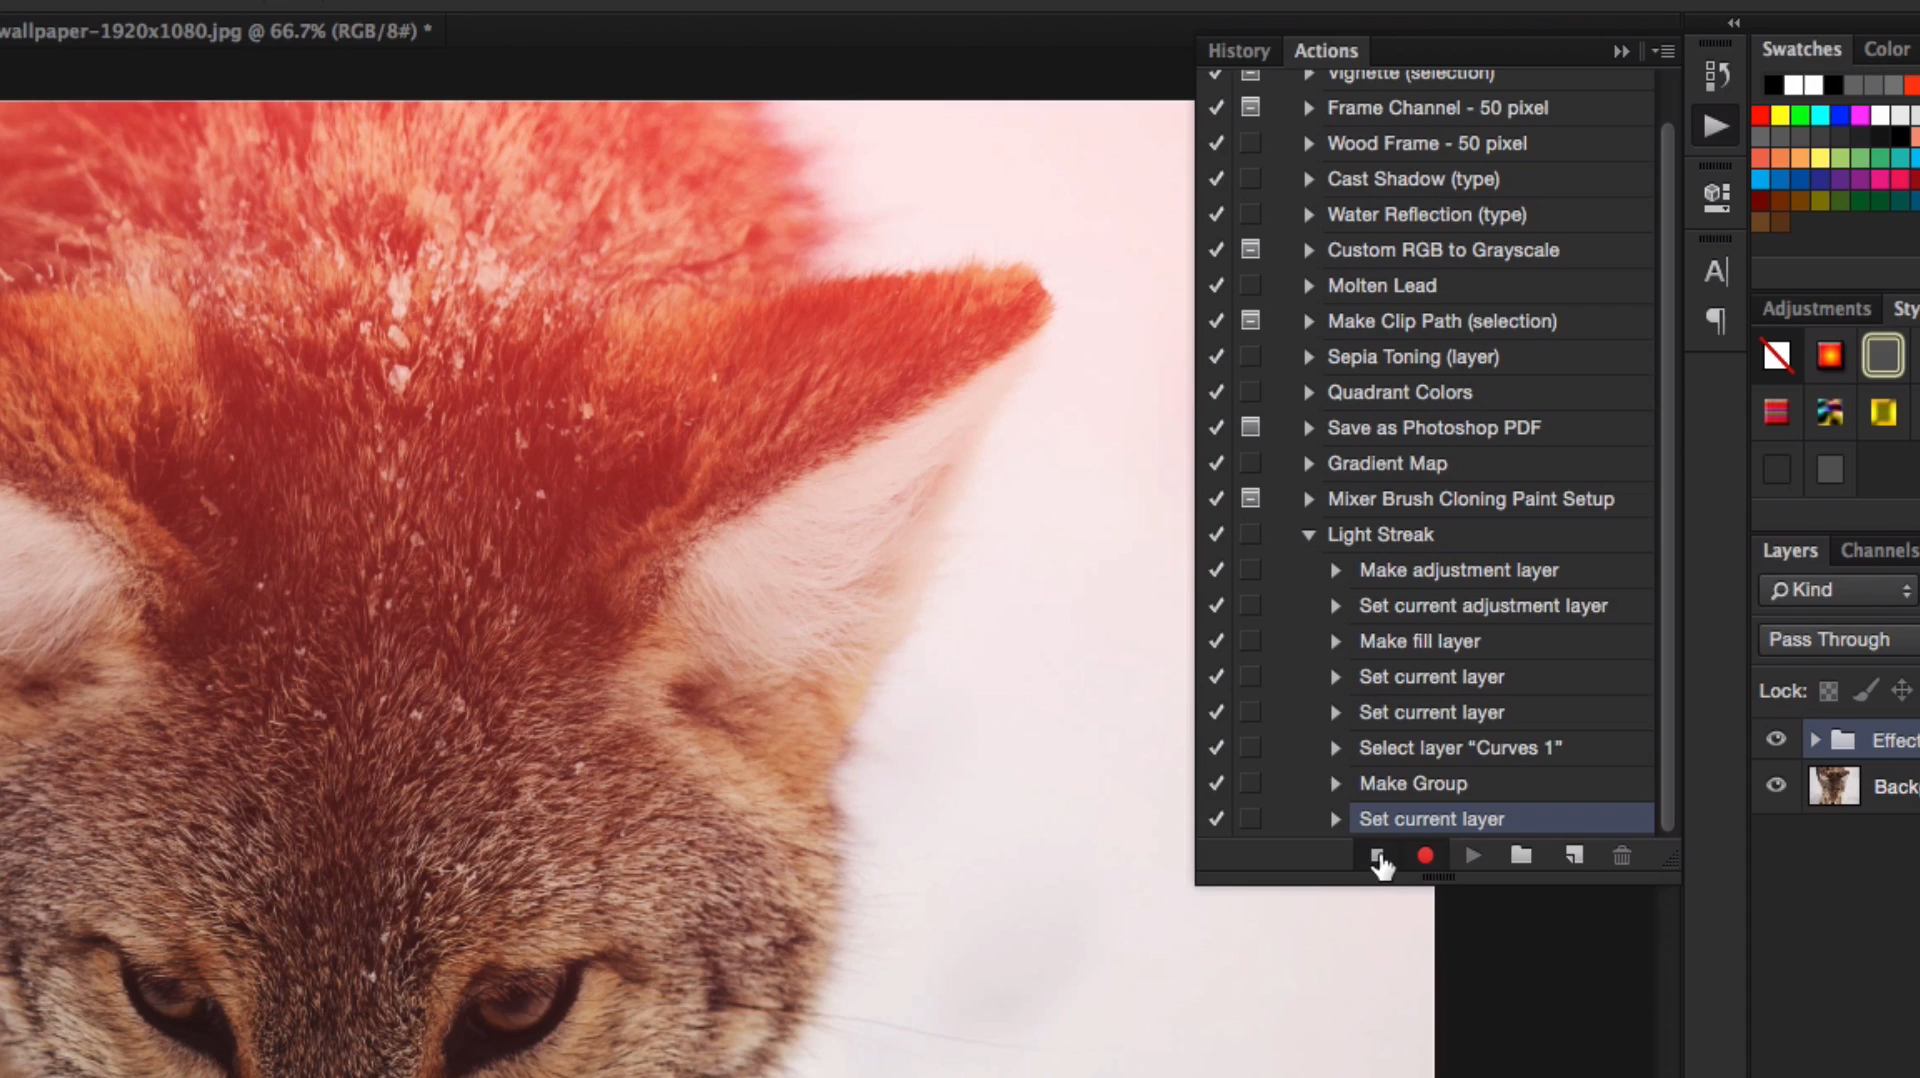 wallpaper-1920x1080.jpg @ 66.7% (RGB/8#) *
History Actions
Vignette (selection)
Frame Channel - 50 pixel
Wood Frame - 50 pixel
Cast Shadow (type)
Water Reflection (type)
Custom RGB to Grayscale
Molten Lead
Make Clip Path (selection)
Sepia Toning (layer)
Quadrant Colors
Save as Photoshop PDF
Gradient Map
Mixer Brush Cloning Paint Setup
Light Streak
Make adjustment layer
Set current adjustment layer
Make fill layer
Set current layer
Set current layer
Select layer “Curves 1”
Make Group
Set current layer
Swatches Color
A
Adjustments Sty
Layers Channels
Kind
Pass Through
Lock:
Effect
Back